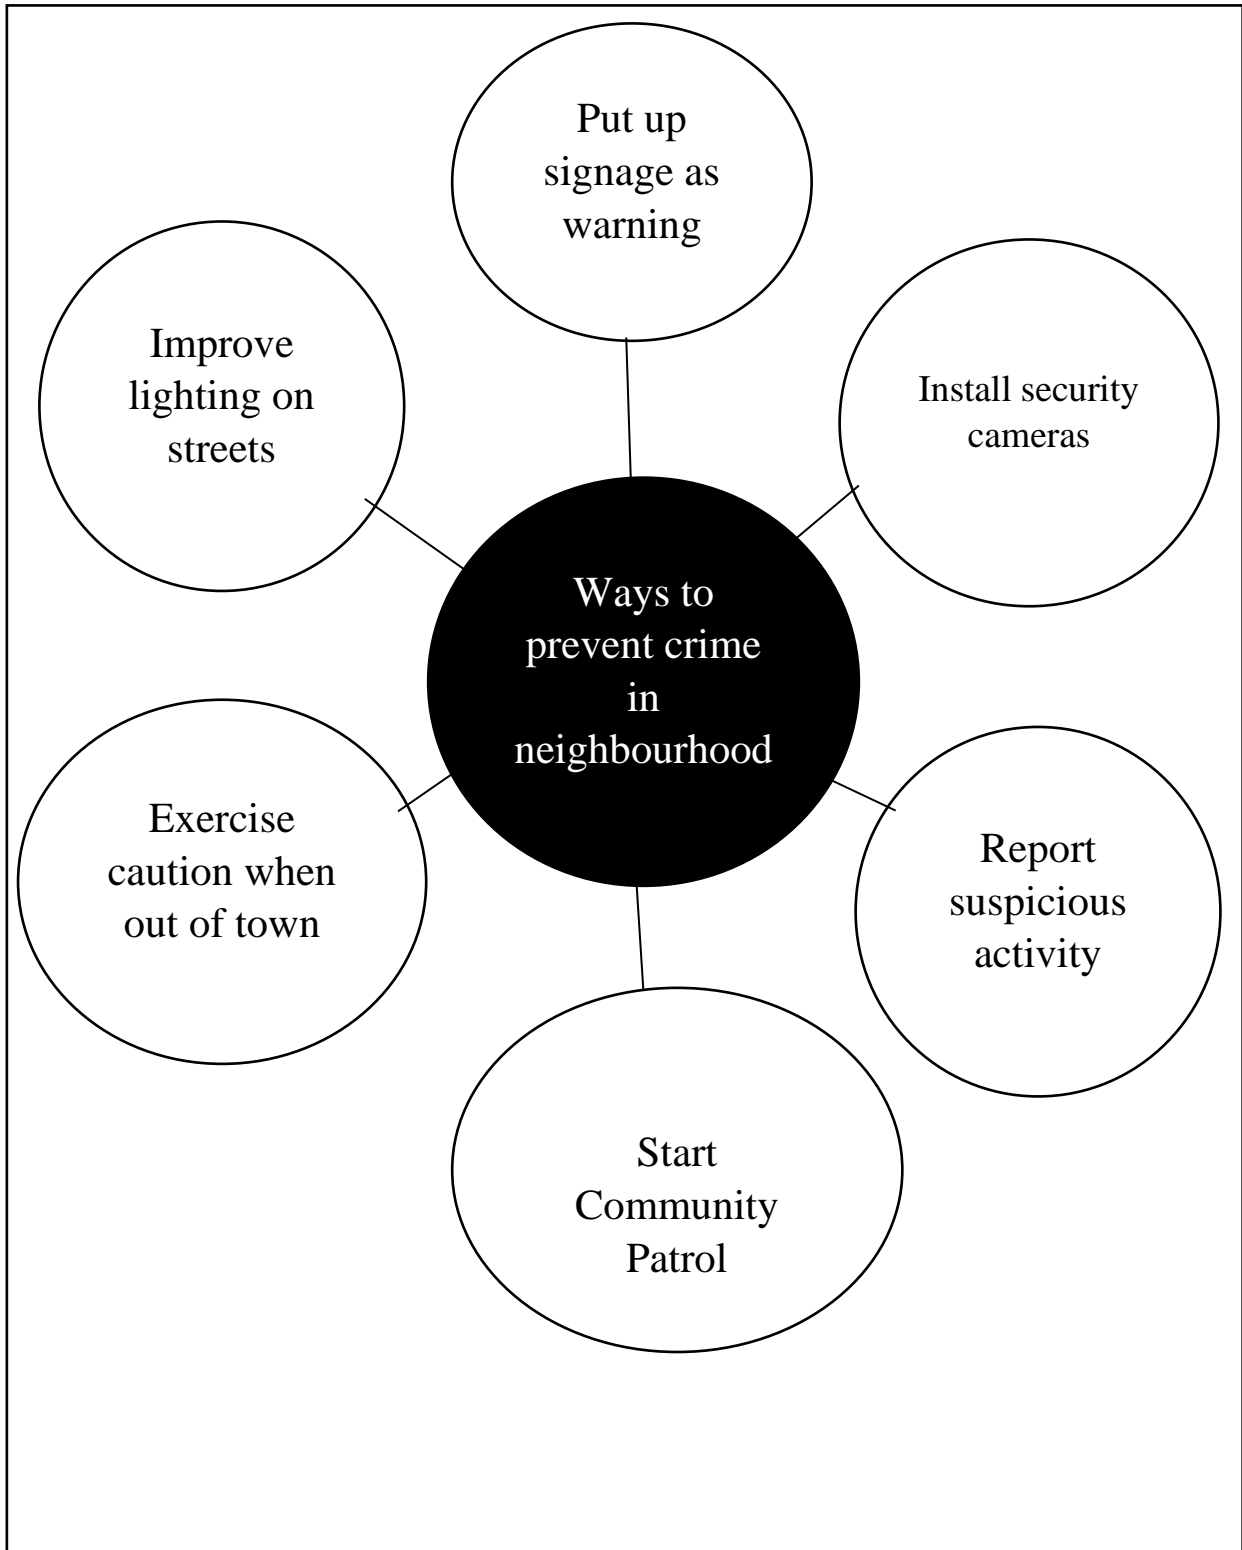 Put up
signage as
warning
Improve
lighting on
streets
Install security
cameras
Ways to
prevent crime
in
neighbourhood
Exercise
caution when
out of town
Report
suspicious
activity
Start
Community
Patrol